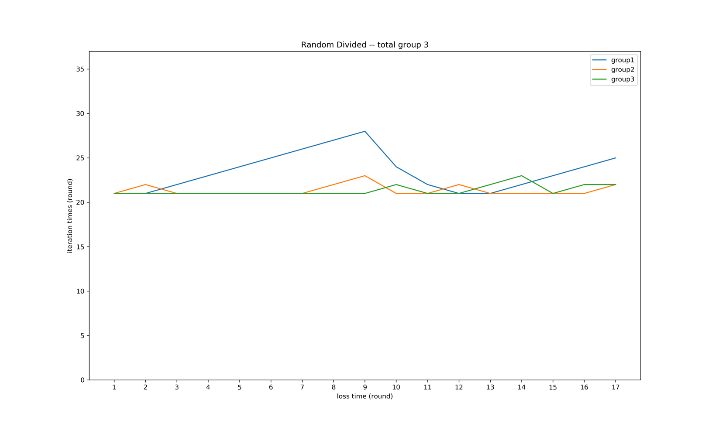 Random Divided -- total group 3
group1
group2
group3
iteration times (round)
35
30
25
20
15
10
5
0
1 2 3 4 5 6 7 8 9 10 11 12 13 14 15 16 17
loss time (round)